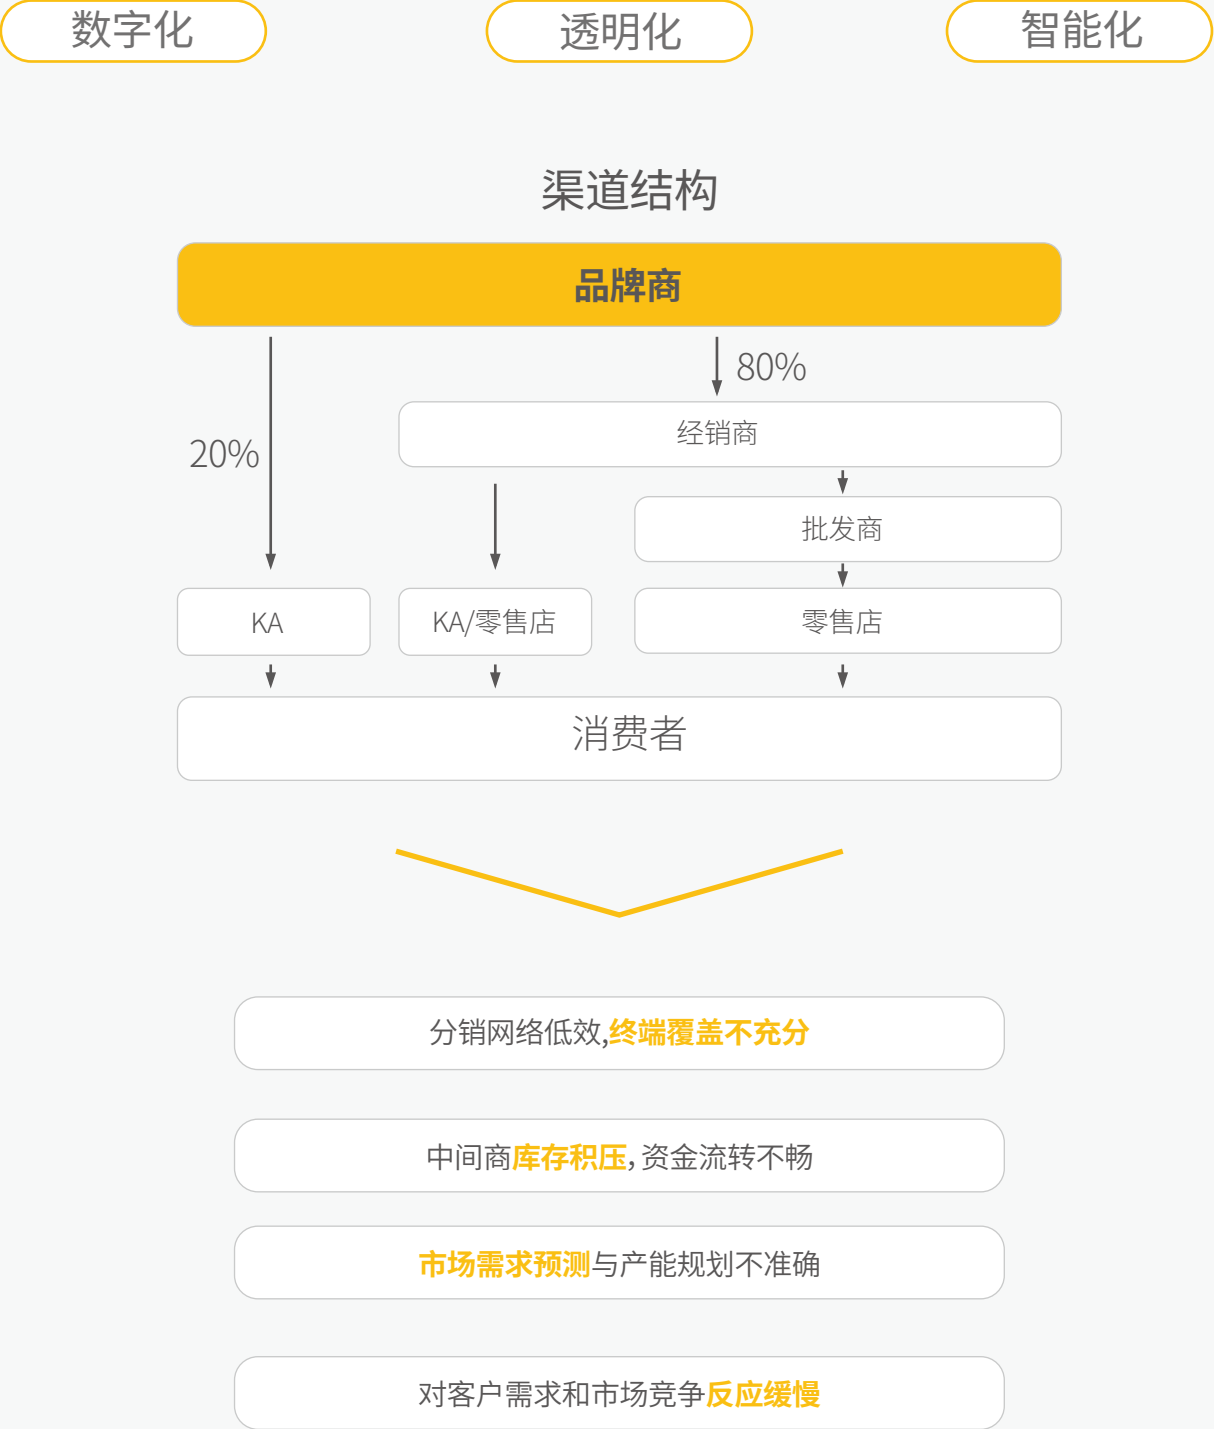 数字化
透明化
智能化
渠道结构
品牌商
80%
经销商
20%
批发商
KA
KA/零售店
零售店
消费者
分销网络低效,终端覆盖不充分
中间商库存积压，资金流转不畅
市场需求预测与产能规划不准确
对客户需求和市场竞争反应缓慢